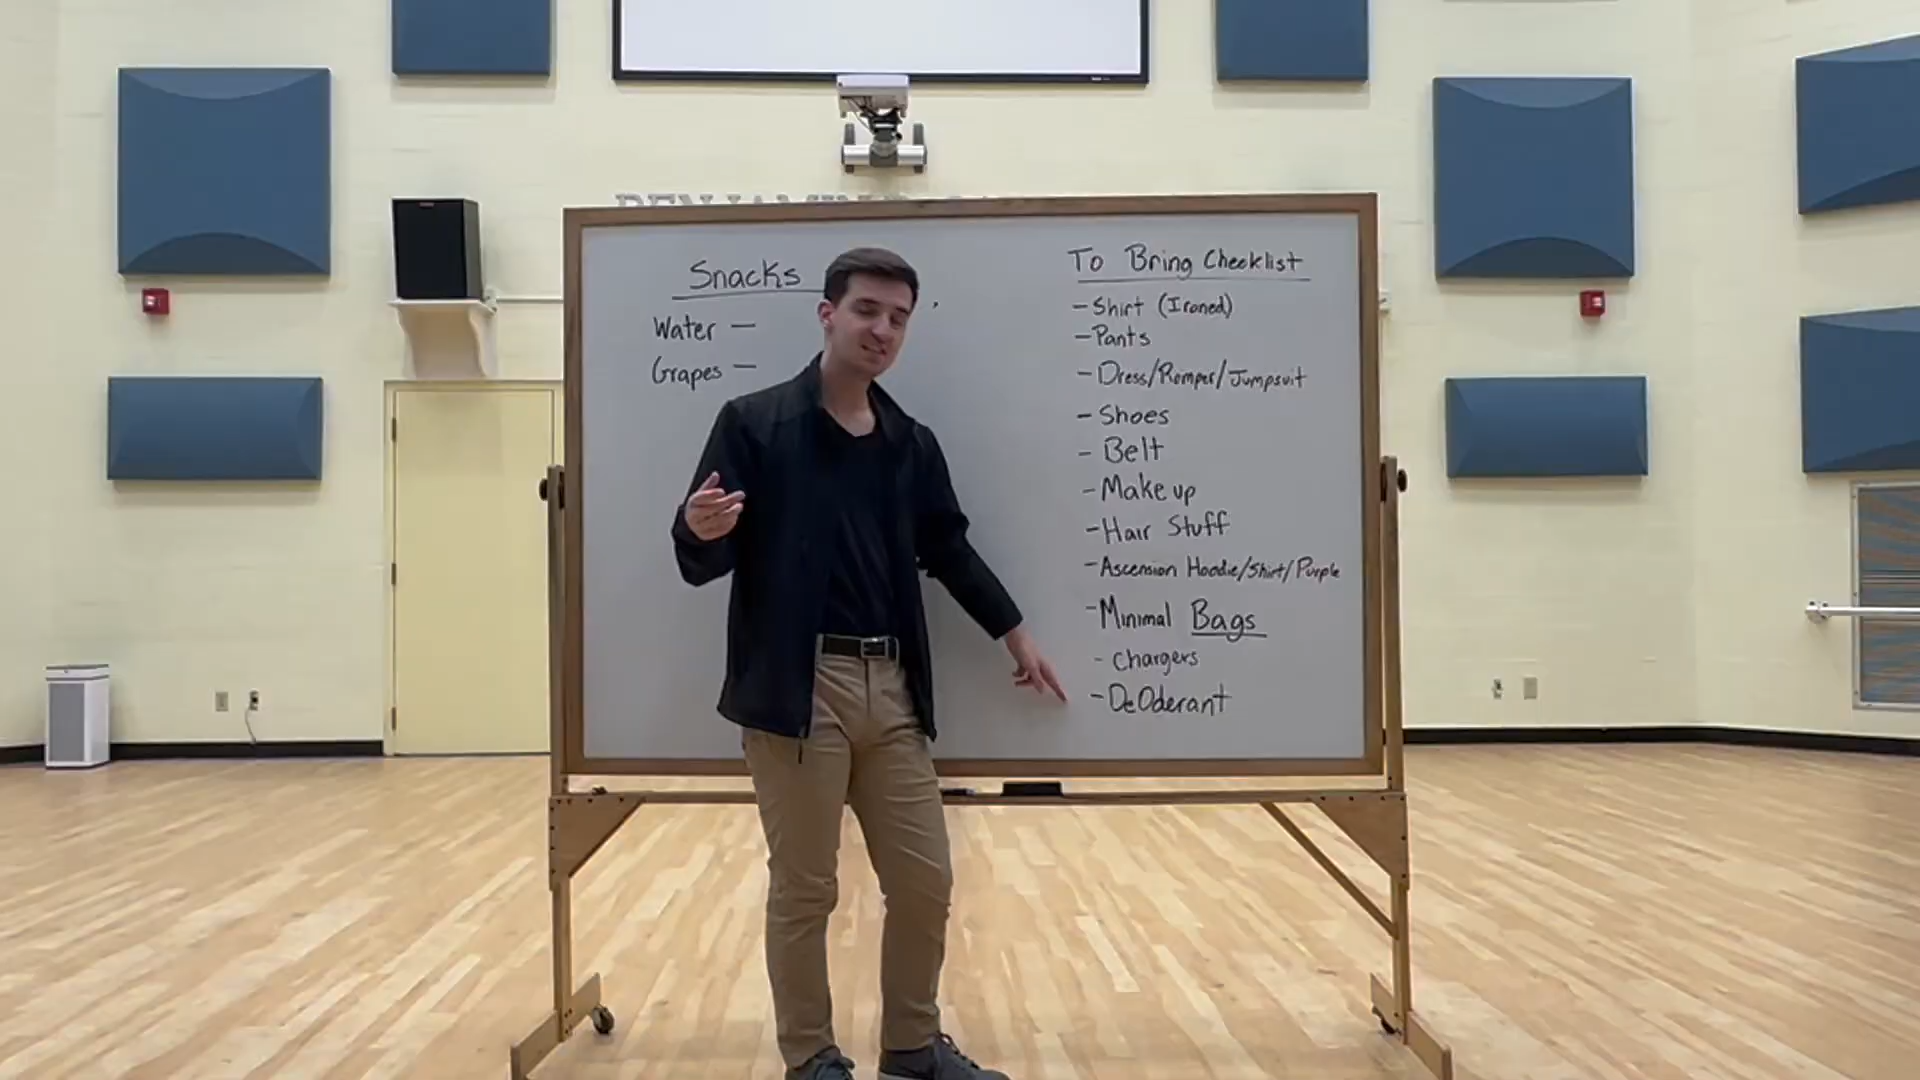 Snacks
Water —
Grapes —
To Bring Checklist
- Shirt (Ironed)
- Pants
- Dress/Romper/Jumpsuit
- Shoes
- Belt
- Make up
- Hair Stuff
- Ascension Hoodie/Shirt/Purple
- Minimal Bags
- Chargers
- DeOderant